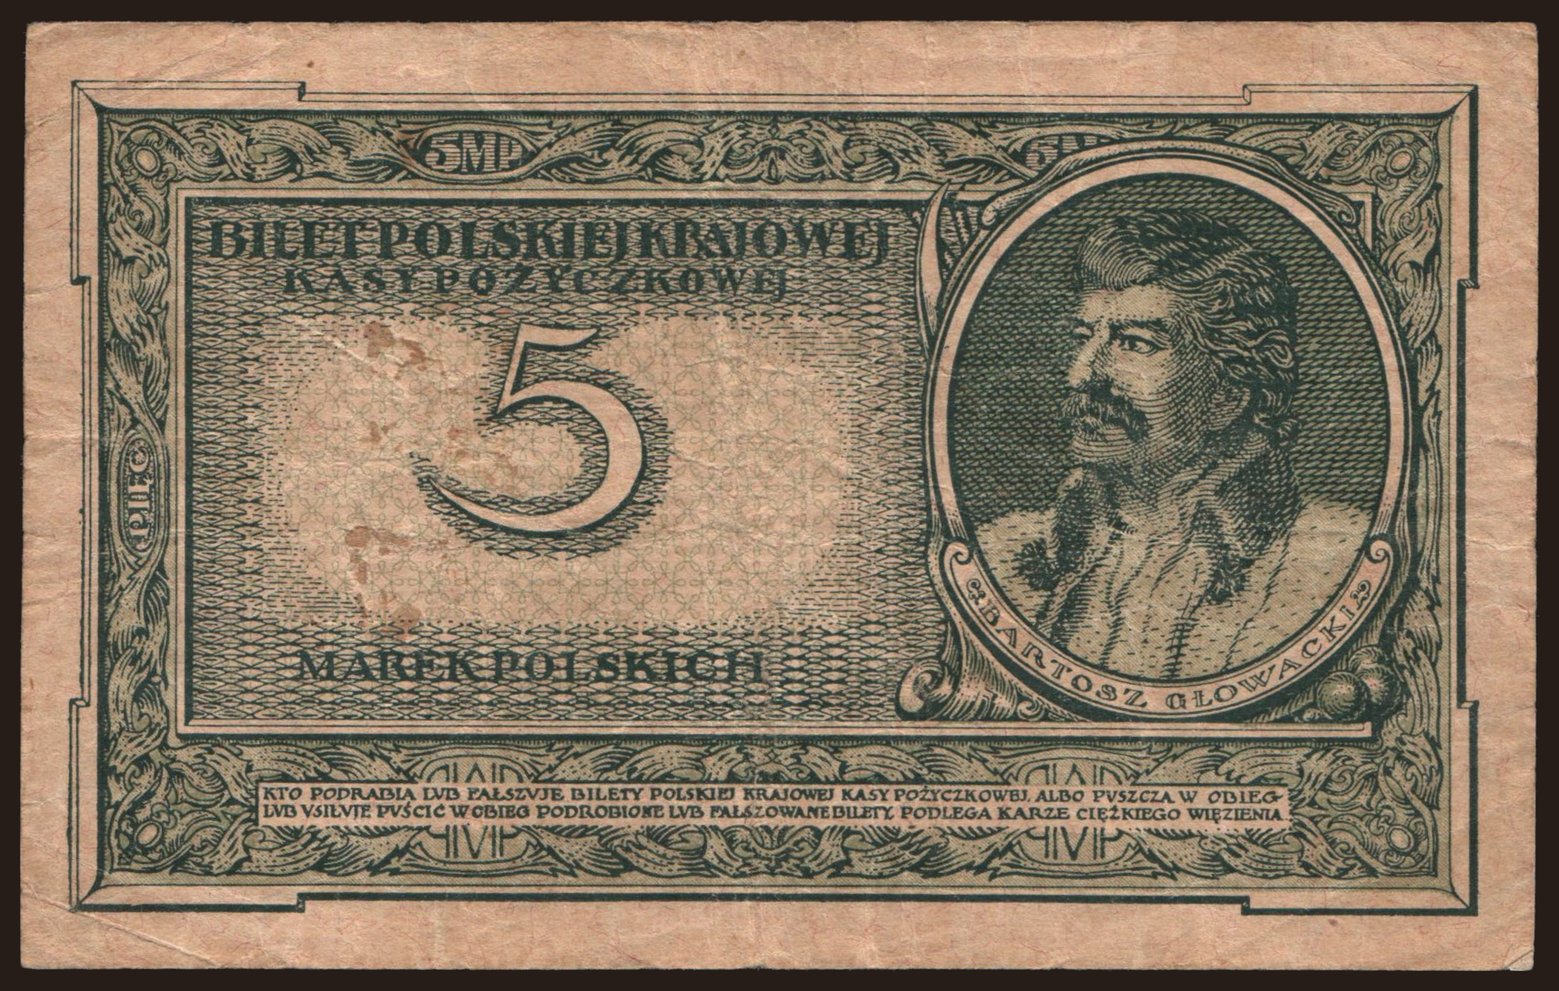 5MP
BILET POLSKIEJ KRAJOWEJ
KASY POŻYCZKOWEJ
5
PIĘĆ
MAREK POLSKICH
BARTOSZ GŁOWACKI
KTO PODRABIA LVB FAŁSZVJE BILETY POLSKIEJ KRAJOWEJ KASY POŻYCZKOWEJ, ALBO PVSZCZA W OBIEG
LVB VSIŁVJE PVŚCIĆ W OBIEG PODROBIONE LVB FAŁSZOWANE BILETY, PODLEGA KARZE CIĘŻKIEGO WIĘZIENIA.